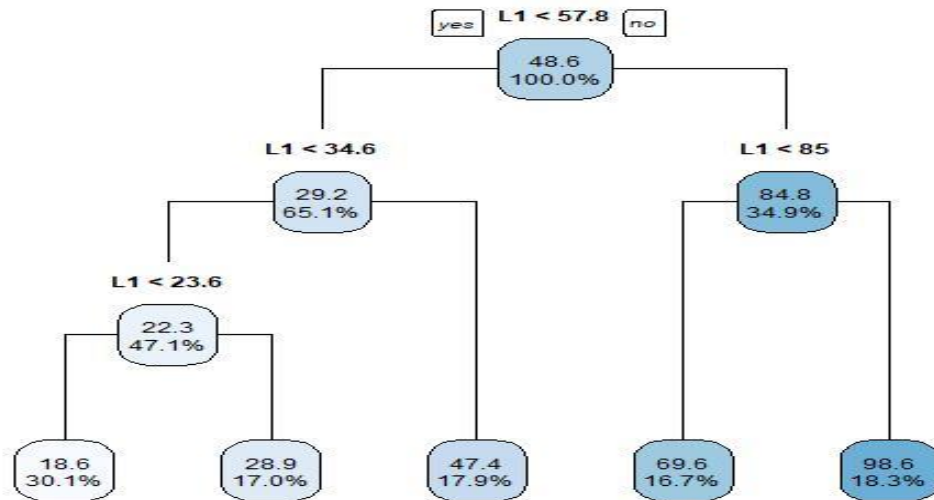 yes L1 < 57.8 no
48.6
100.0%
L1 < 34.6 L1 < 85
29.2 84.8
65.1% 34.9%
L1 < 23.6
22.3
47.1%
18.6 28.9 47.4 69.6 98.6
30.1% 17.0% 17.9% 16.7% 18.3%